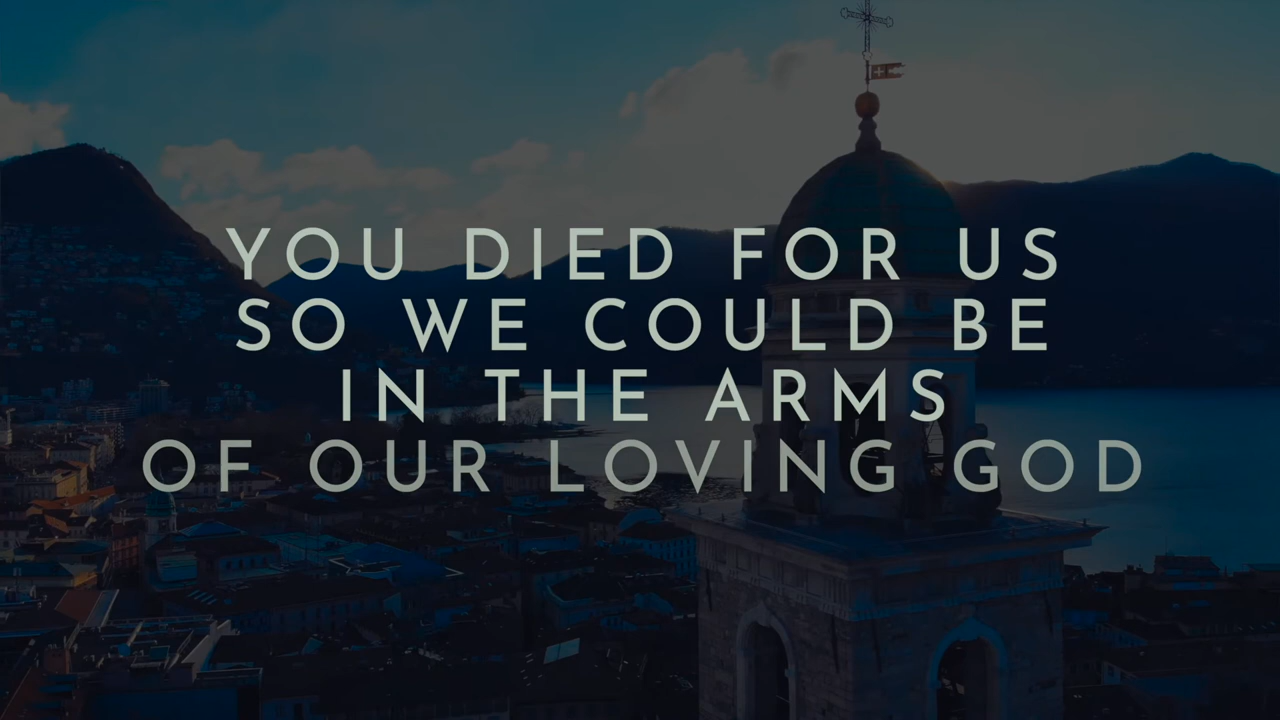 YOU DIED FOR US
SO WE COULD BE
IN THE ARMS
OF OUR LOVING GOD